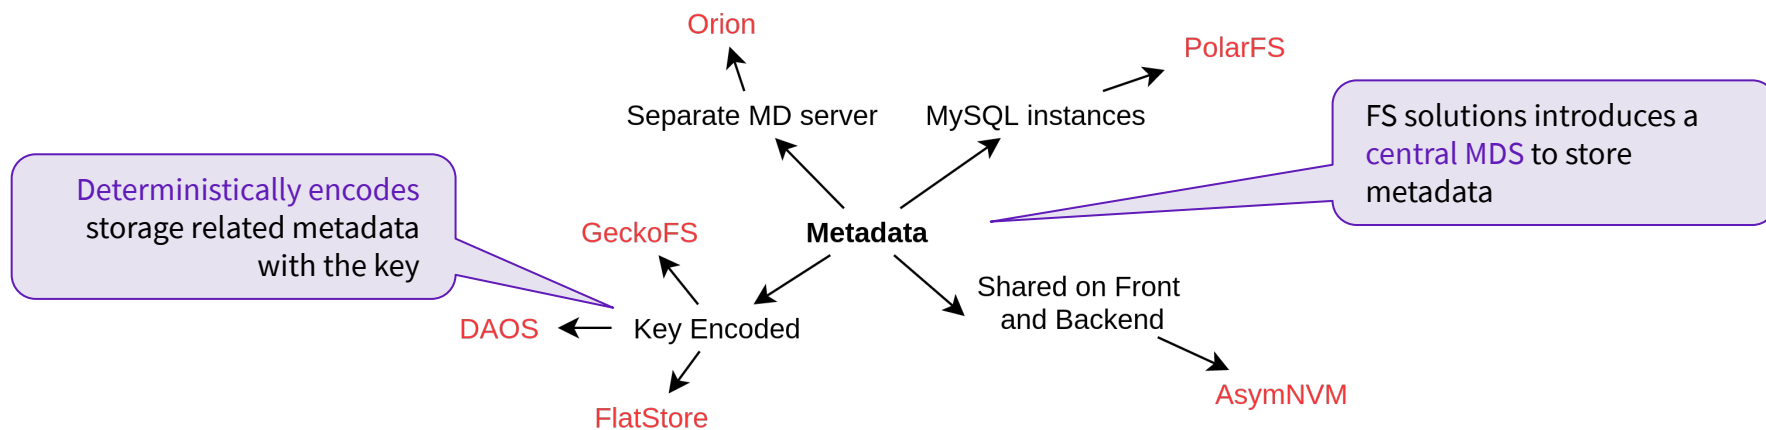 Orion
PolarFS
Separate MD server
MySQL instances
FS solutions introduces a
central MDS to store
metadata
Deterministically encodes
storage related metadata
with the key
GeckoFS
Metadata
Shared on Front
and Backend
DAOS
Key Encoded
AsymNVM
FlatStore